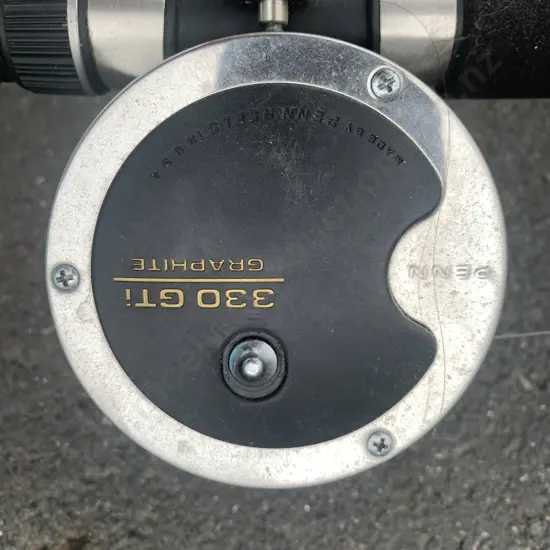 330 GTi
GRAPHITE
PENN
MADE BY PENN REELS IN U.S.A.